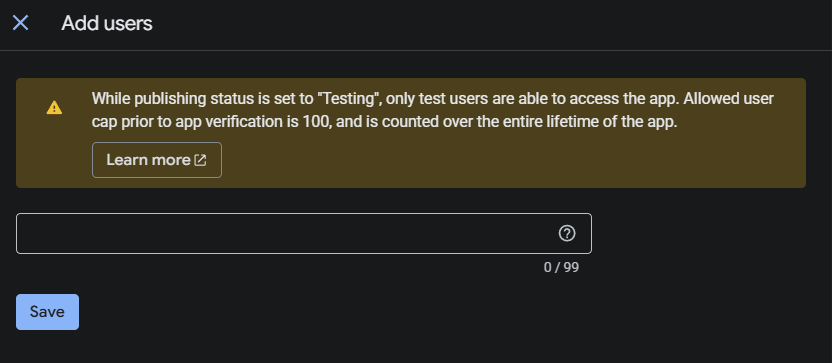 Add users
While publishing status is set to "Testing", only test users are able to access the app. Allowed user
cap prior to app verification is 100, and is counted over the entire lifetime of the app.
Learn more
0 / 99
Save